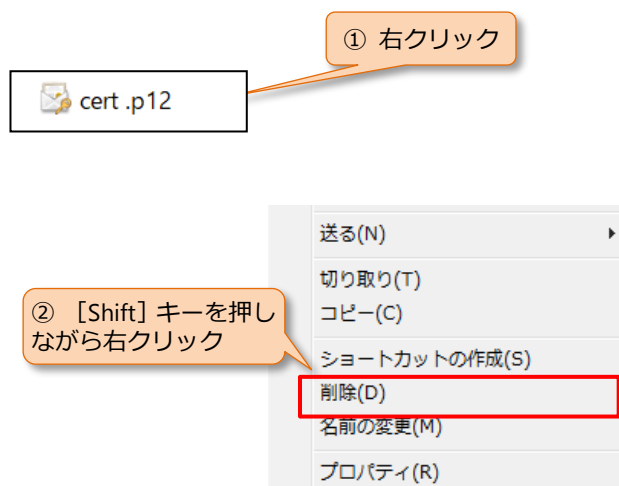 ① 右クリック
cert .p12
送る(N)
切り取り(T)
コピー(C)
② ［Shift］キーを押し
ながら右クリック
ショートカットの作成(S)
削除(D)
名前の変更(M)
プロパティ(R)